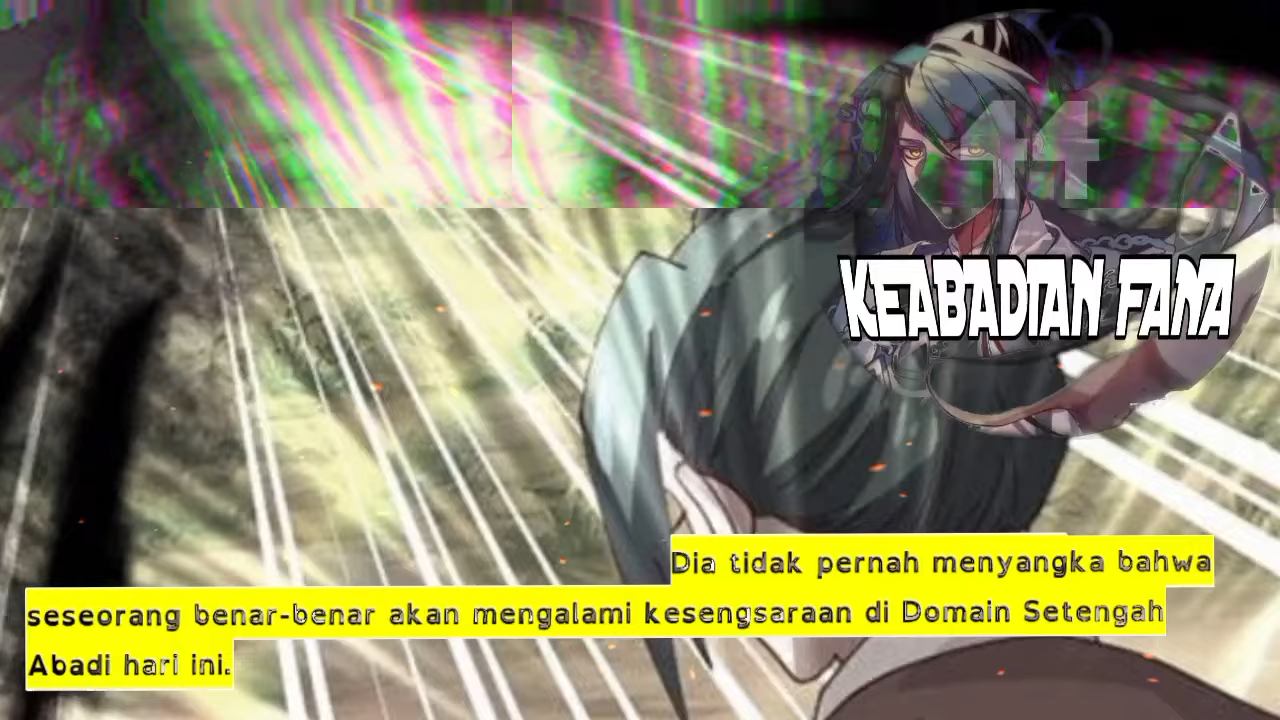 44
KEABADIAN FANA
Dia tidak pernah menyangka bahwa
seseorang benar-benar akan mengalami kesengsaraan di Domain Setengah
Abadi hari ini.